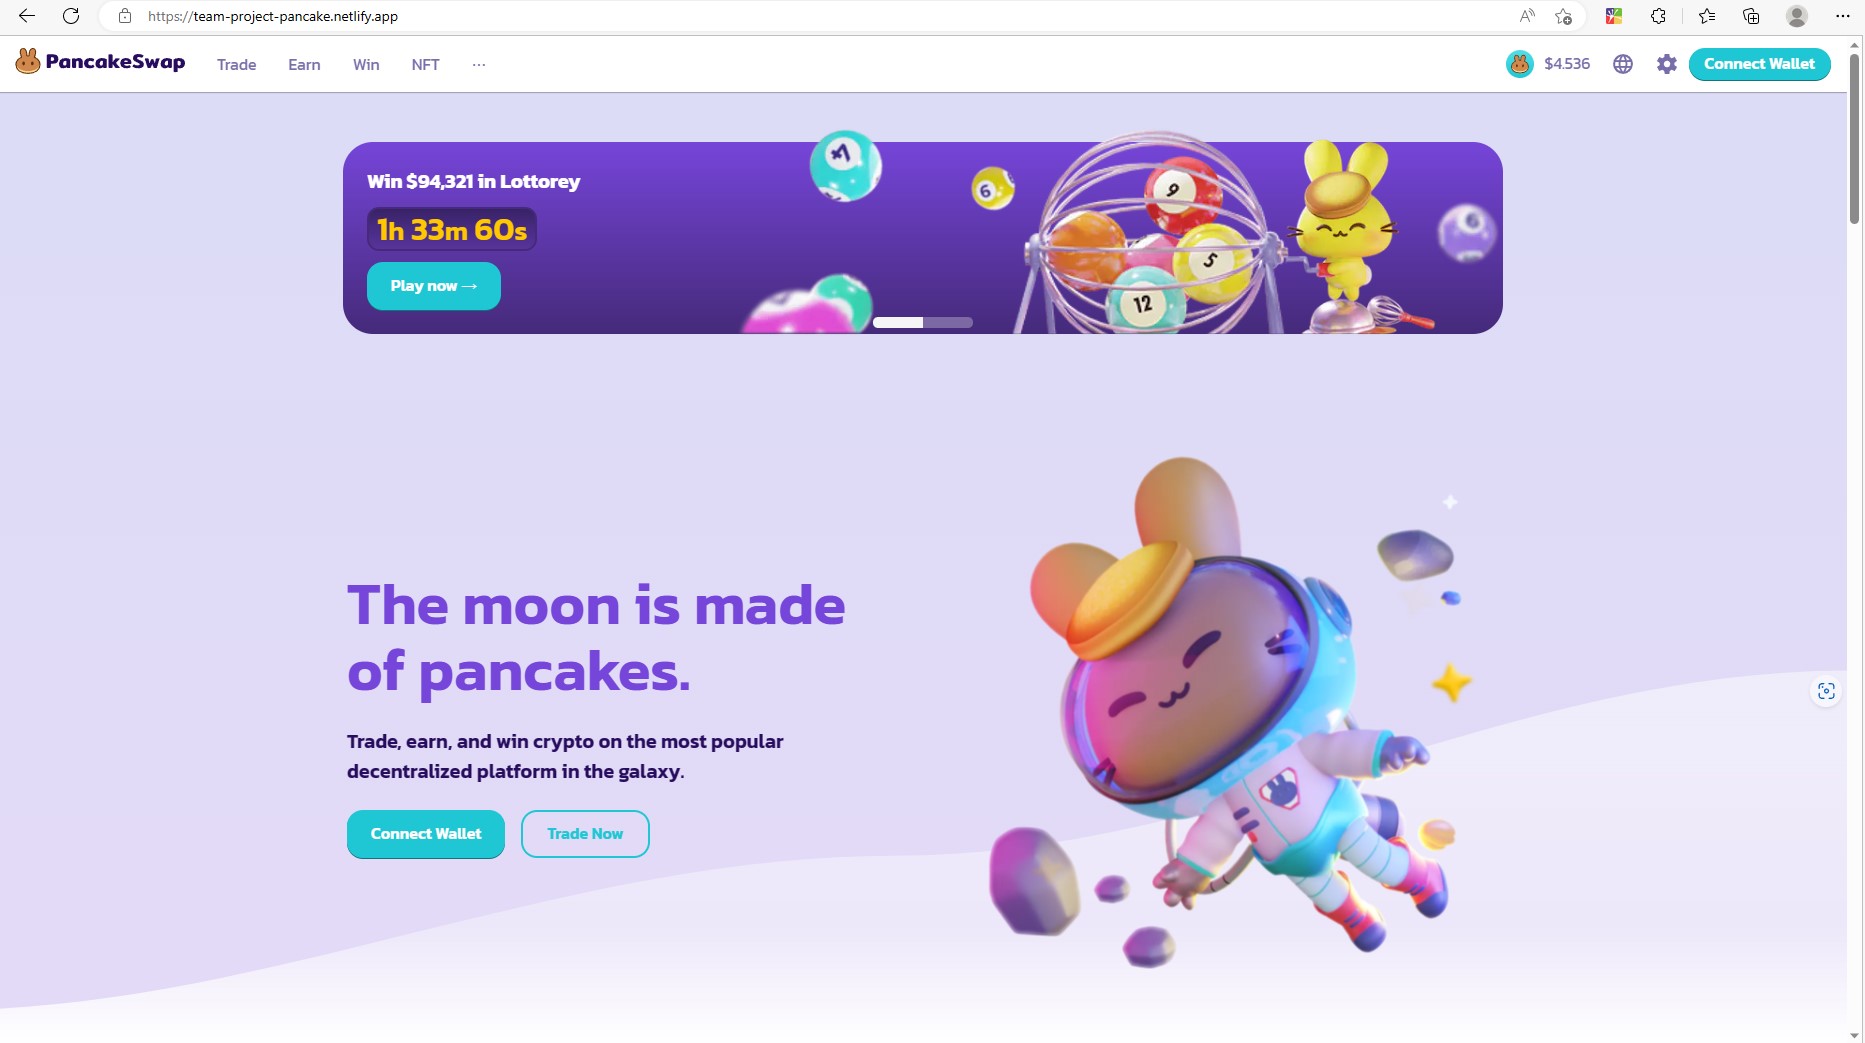 https://team-project-pancake.netlify.app
PancakeSwap Trade Earn Win NFT ... $4.536 Connect Wallet
Win $94,321 in Lottorey
1h 33m 60s
Play now →
6
9
5
12
6
The moon is made
of pancakes.
Trade, earn, and win crypto on the most popular
decentralized platform in the galaxy.
Connect Wallet Trade Now